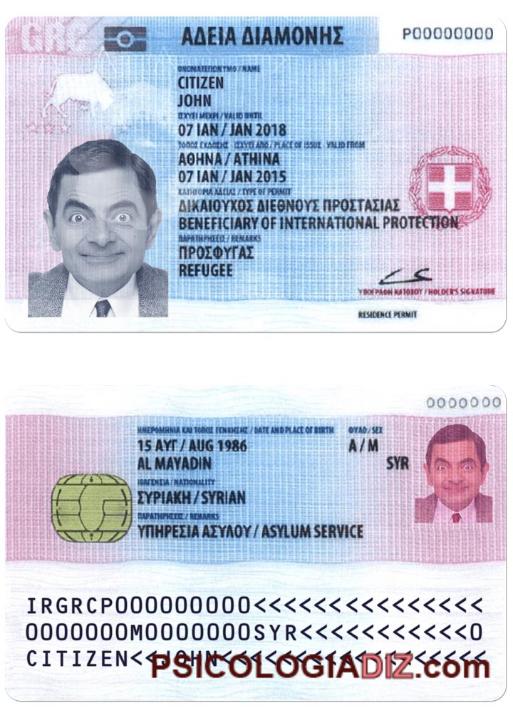 GRC
ΑΔΕΙΑ ΔΙΑΜΟΝΗΣ
P00000000
ΟΝΟΜΑΤΕΠΩΝΥΜΟ / NAME
CITIZEN
JOHN
ΙΣΧΥΕΙ ΜΕΧΡΙ / VALID UNTIL
07 ΙΑΝ / JAN 2018
ΤΟΠΟΣ ΕΚΔΟΣΗΣ - ΙΣΧΥΕΙ ΑΠΟ / PLACE OF ISSUE - VALID FROM
ΑΘΗΝΑ / ATHINA
07 ΙΑΝ / JAN 2015
ΚΑΤΗΓΟΡΙΑ ΑΔΕΙΑΣ / TYPE OF PERMIT
ΔΙΚΑΙΟΥΧΟΣ ΔΙΕΘΝΟΥΣ ΠΡΟΣΤΑΣΙΑΣ
BENEFICIARY OF INTERNATIONAL PROTECTION
ΠΑΡΑΤΗΡΗΣΕΙΣ / REMARKS
ΠΡΟΣΦΥΓΑΣ
REFUGEE
ΥΠΟΓΡΑΦΗ ΚΑΤΟΧΟΥ / HOLDER'S SIGNATURE
RESIDENCE PERMIT
0000000
ΗΜΕΡΟΜΗΝΙΑ ΚΑΙ ΤΟΠΟΣ ΓΕΝΝΗΣΗΣ / DATE AND PLACE OF BIRTH ΦΥΛΟ / SEX
15 ΑΥΓ / AUG 1986 Α / M
AL MAYADIN SYR
ΙΘΑΓΕΝΕΙΑ / NATIONALITY
ΣΥΡΙΑΚΗ / SYRIAN
ΠΑΡΑΤΗΡΗΣΕΙΣ / REMARKS
ΥΠΗΡΕΣΙΑ ΑΣΥΛΟΥ / ASYLUM SERVICE
IRGRCP0000000000<<<<<<<<<<<<<<<
0000000M0000000SYR<<<<<<<<<<<0
CITIZEN<<JOHN<<<<<<<<<<<<<<<<<
PSICOLOGIADIZ.com